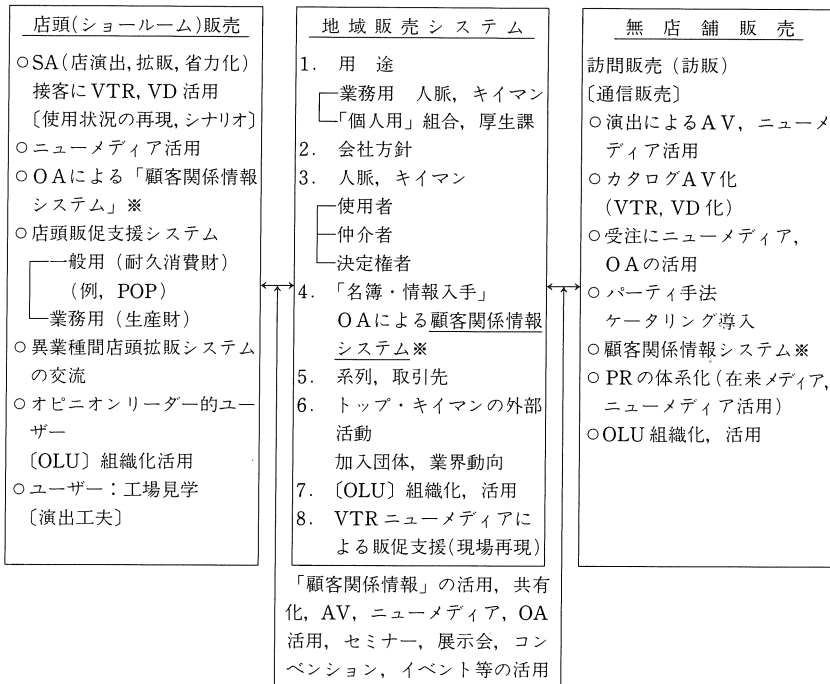 店頭(ショールーム)販売
○SA(店演出, 拡販, 省力化)
接客にVTR, VD活用
〔使用状況の再現, シナリオ〕
○ニューメディア活用
○OAによる「顧客関係情報
システム」※
○店頭販促支援システム
一般用(耐久消費財)
(例, POP)
業務用(生産財)
○異業種間店頭拡販システム
の交流
○オピニオンリーダー的ユー
ザー
〔OLU〕組織化活用
○ユーザー:工場見学
〔演出工夫〕
地域販売システム
1. 用途
業務用 人脈, キイマン
「個人用」組合, 厚生課
2. 会社方針
3. 人脈, キイマン
使用者
仲介者
決定権者
4. 「名簿・情報入手」
OAによる顧客関係情報
システム※
5. 系列, 取引先
6. トップ・キイマンの外部
活動
加入団体, 業界動向
7. 〔OLU〕組織化, 活用
8. VTRニューメディアに
よる販促支援(現場再現)
無店舗販売
訪問販売(訪販)
〔通信販売〕
○演出によるAV, ニューメ
ディア活用
○カタログAV化
(VTR, VD化)
○受注にニューメディア,
OAの活用
○パーティ手法
ケータリング導入
○顧客関係情報システム※
○PRの体系化(在来メディア,
ニューメディア活用)
○OLU組織化, 活用
「顧客関係情報」の活用, 共有
化, AV, ニューメディア, OA
活用, セミナー, 展示会, コン
ベンション, イベント等の活用